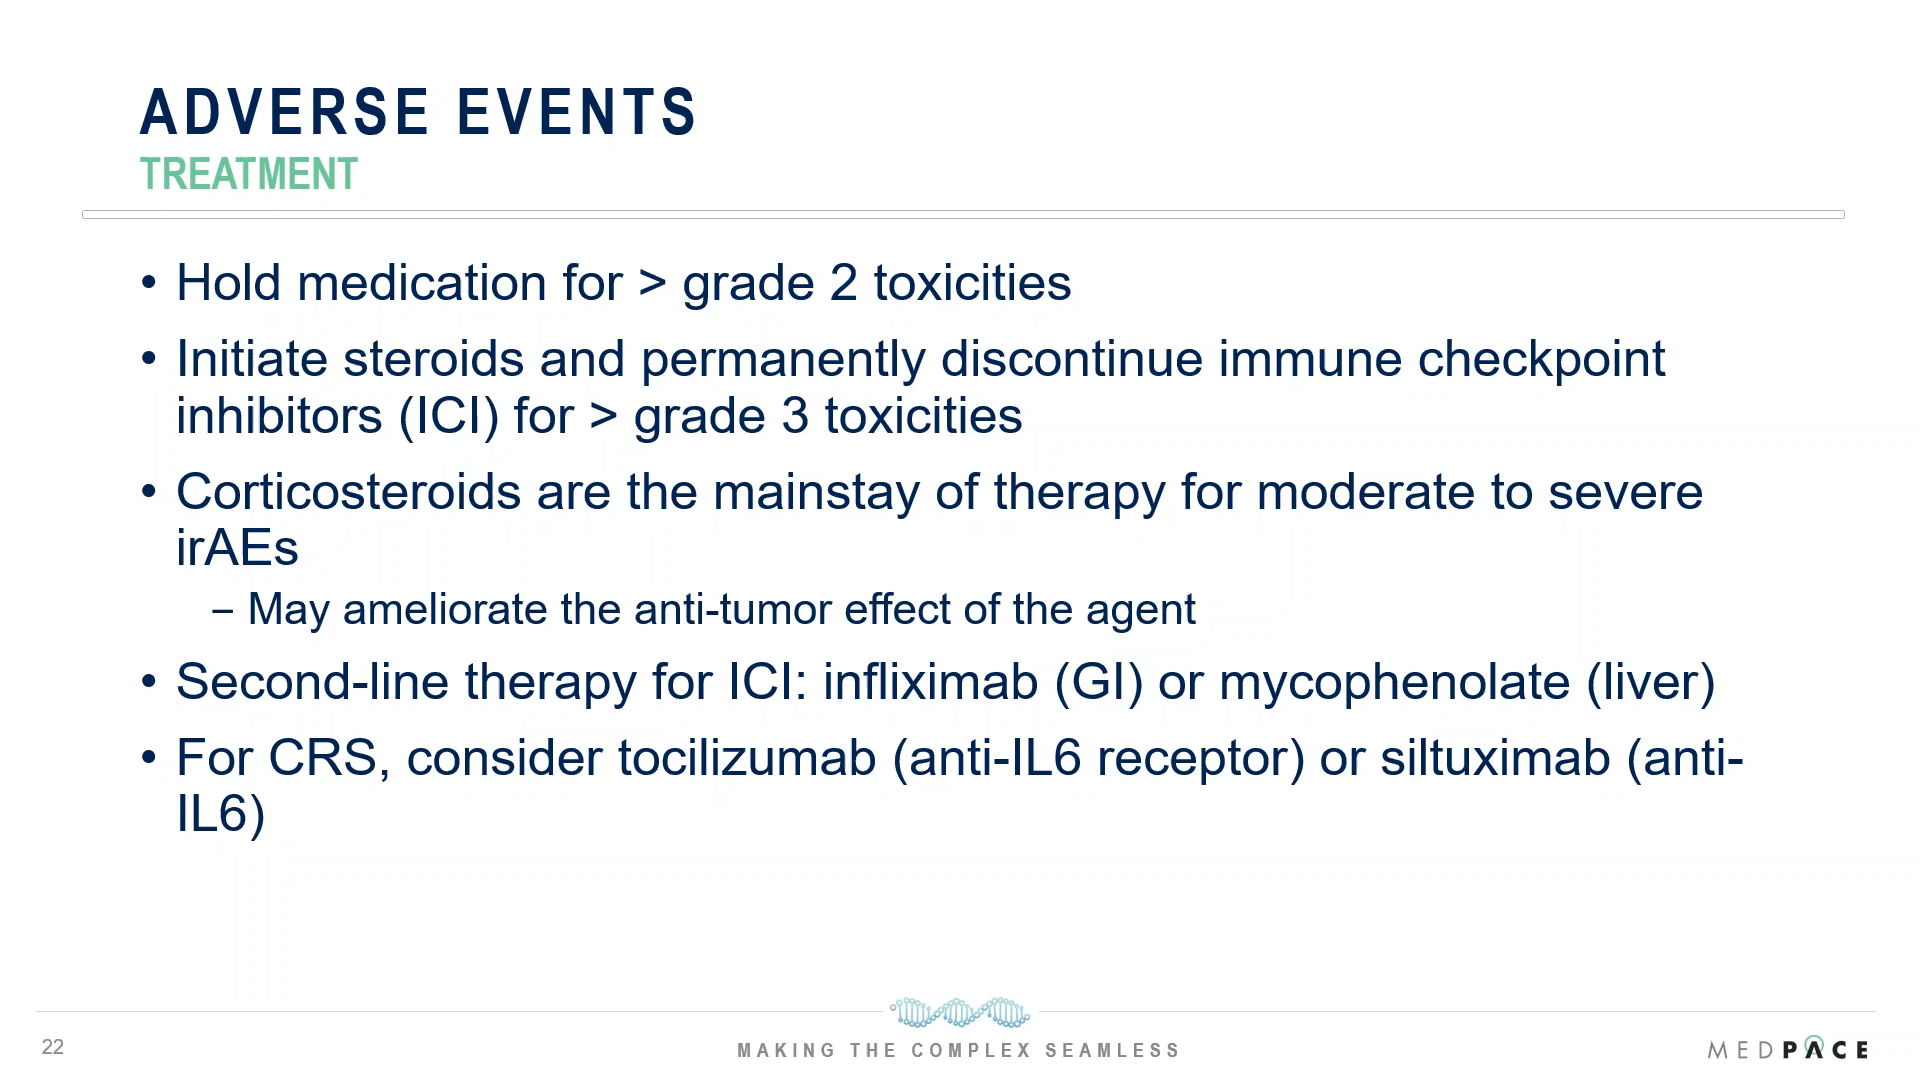 ADVERSE EVENTS
TREATMENT
• Hold medication for > grade 2 toxicities
• Initiate steroids and permanently discontinue immune checkpoint
inhibitors (ICI) for > grade 3 toxicities
• Corticosteroids are the mainstay of therapy for moderate to severe
irAEs
– May ameliorate the anti-tumor effect of the agent
• Second-line therapy for ICI: infliximab (GI) or mycophenolate (liver)
• For CRS, consider tocilizumab (anti-IL6 receptor) or siltuximab (anti-
IL6)
22
MAKING THE COMPLEX SEAMLESS
MEDPACE